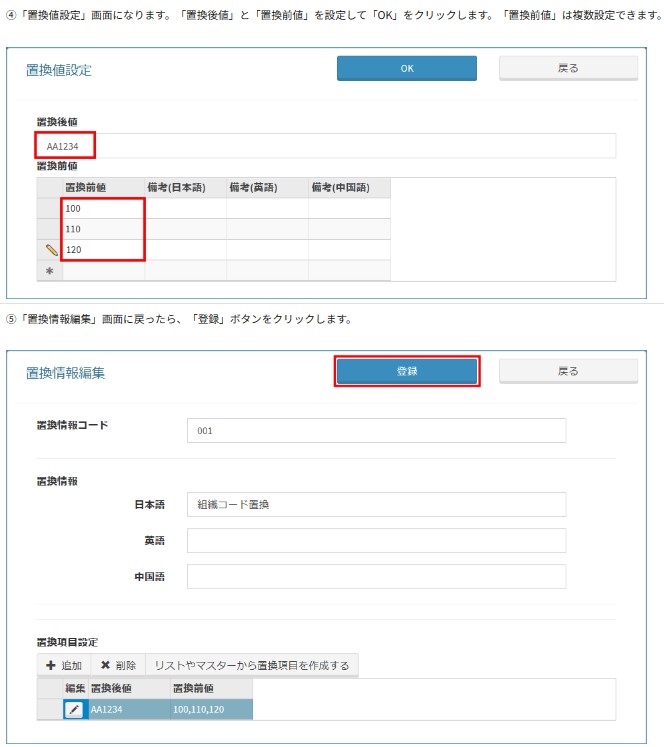 ④「置換値設定」画面になります。「置換後値」と「置換前値」を設定して「OK」をクリックします。「置換前値」は複数設定できます。
置換値設定 OK 戻る
置換後値
AA1234
置換前値
置換前値 備考(日本語) 備考(英語) 備考(中国語)
100
110
120
⑤「置換情報編集」画面に戻ったら、「登録」ボタンをクリックします。
置換情報編集 登録 戻る
置換情報コード 001
置換情報
日本語 組織コード置換
英語
中国語
置換項目設定
追加 削除 リストやマスターから置換項目を作成する
編集 置換後値 置換前値
AA1234 100,110,120